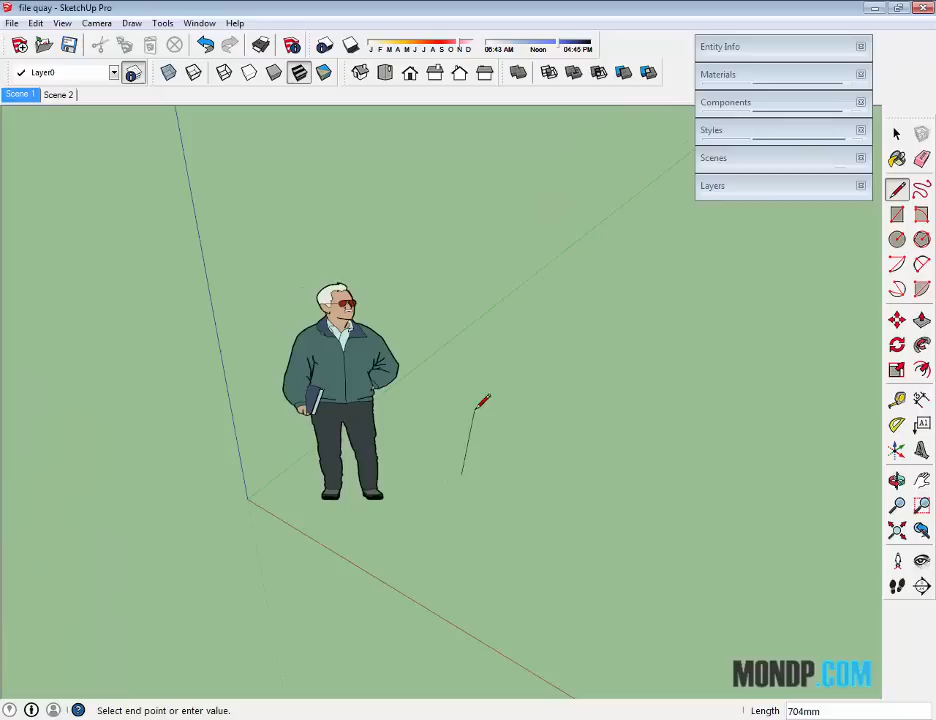 file quay - SketchUp Pro
File Edit View Camera Draw Tools Window Help
J F M A M J J A S O N D 06:43 AM Noon 04:45 PM
Layer0
Scene 1 Scene 2
Entity Info
Materials
Components
Styles
Scenes
Layers
A1
MONDP.COM
Select end point or enter value. Length 704mm